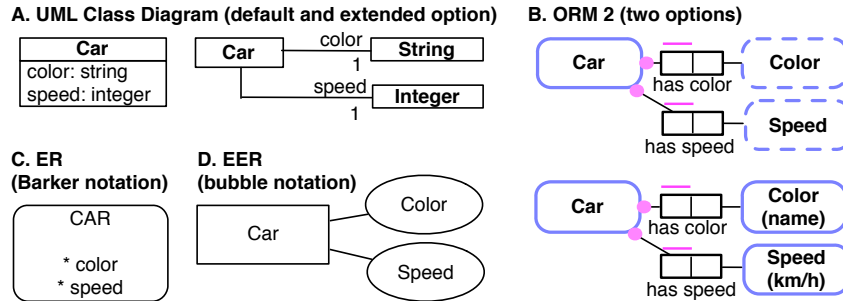 A. UML Class Diagram (default and extended option)
Car
color: string
speed: integer
Car
color
1
String
speed
1
Integer
B. ORM 2 (two options)
Car
has color
Color
has speed
Speed
Car
has color
Color
(name)
has speed
Speed
(km/h)
C. ER
(Barker notation)
CAR
* color
* speed
D. EER
(bubble notation)
Car
Color
Speed